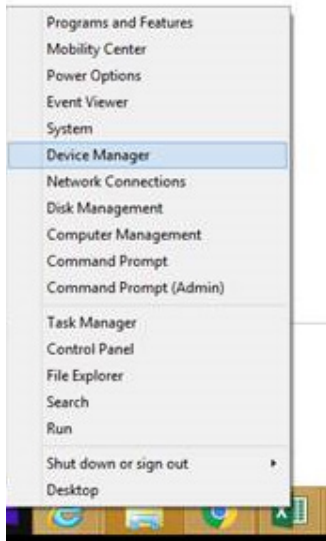 Programs and Features
Mobility Center
Power Options
Event Viewer
System
Device Manager
Network Connections
Disk Management
Computer Management
Command Prompt
Command Prompt (Admin)
Task Manager
Control Panel
File Explorer
Search
Run
Shut down or sign out
Desktop